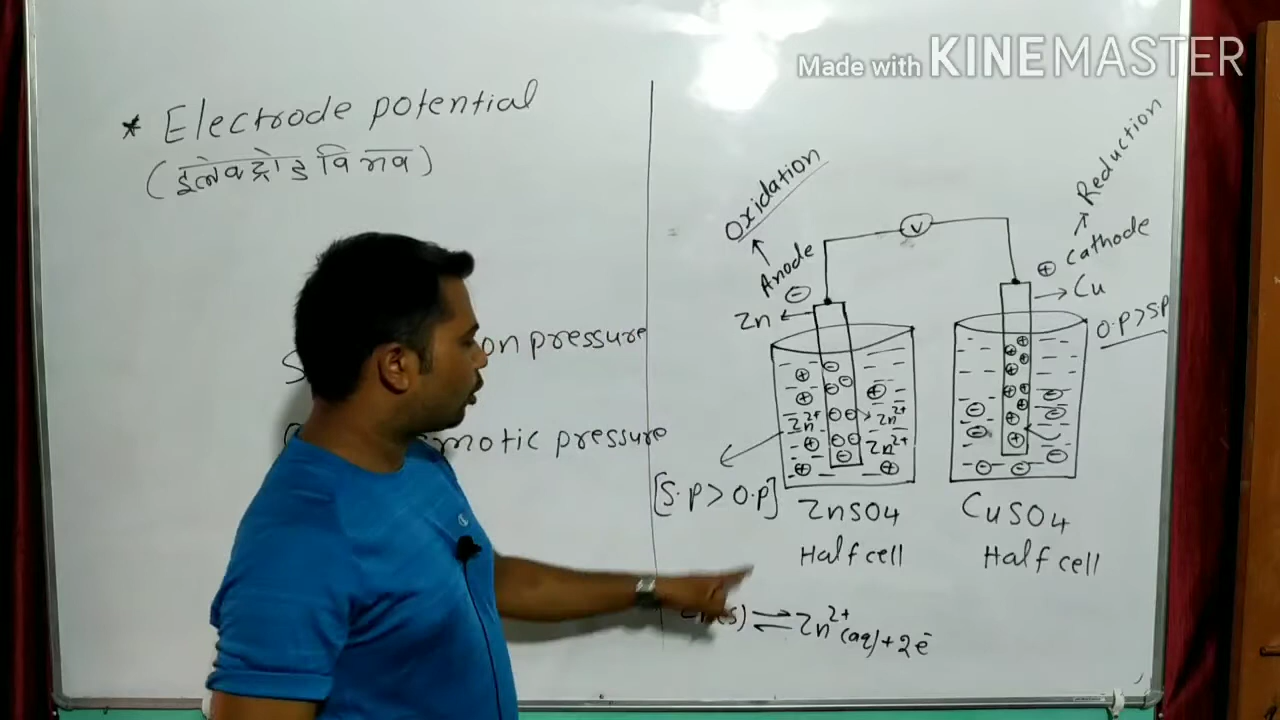 Made with KINEMASTER
* Electrode potential
(इलेक्ट्रोड विभव)
on pressure
motic pressure
Oxidation
Anode
⊖
Zn
V
Reduction
Cathode
⊕
Cu
O.P>S.P
Zn²⁺
Zn²⁺
Zn²⁺
[S.P > O.P]
ZnSO4
Half cell
CuSO4
Half cell
(s) ⇌ Zn²⁺(aq) + 2ē